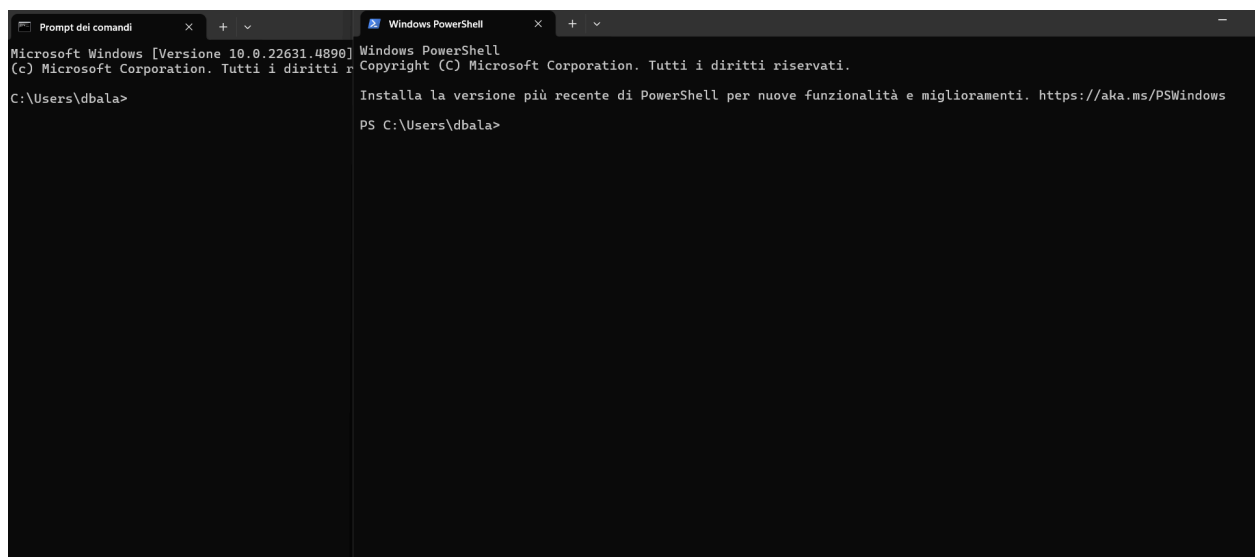 Prompt dei comandi
Microsoft Windows [Versione 10.0.22631.4890]
(c) Microsoft Corporation. Tutti i diritti r
C:\Users\dbala>
Windows PowerShell
Windows PowerShell
Copyright (C) Microsoft Corporation. Tutti i diritti riservati.
Installa la versione più recente di PowerShell per nuove funzionalità e miglioramenti. https://aka.ms/PSWindows
PS C:\Users\dbala>